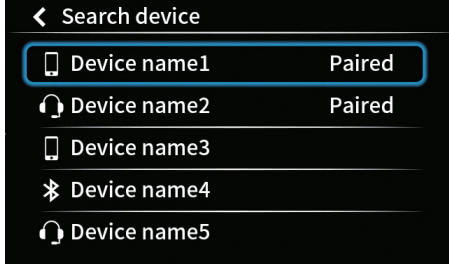 Search device
Device name1 Paired
Device name2 Paired
Device name3
Device name4
Device name5